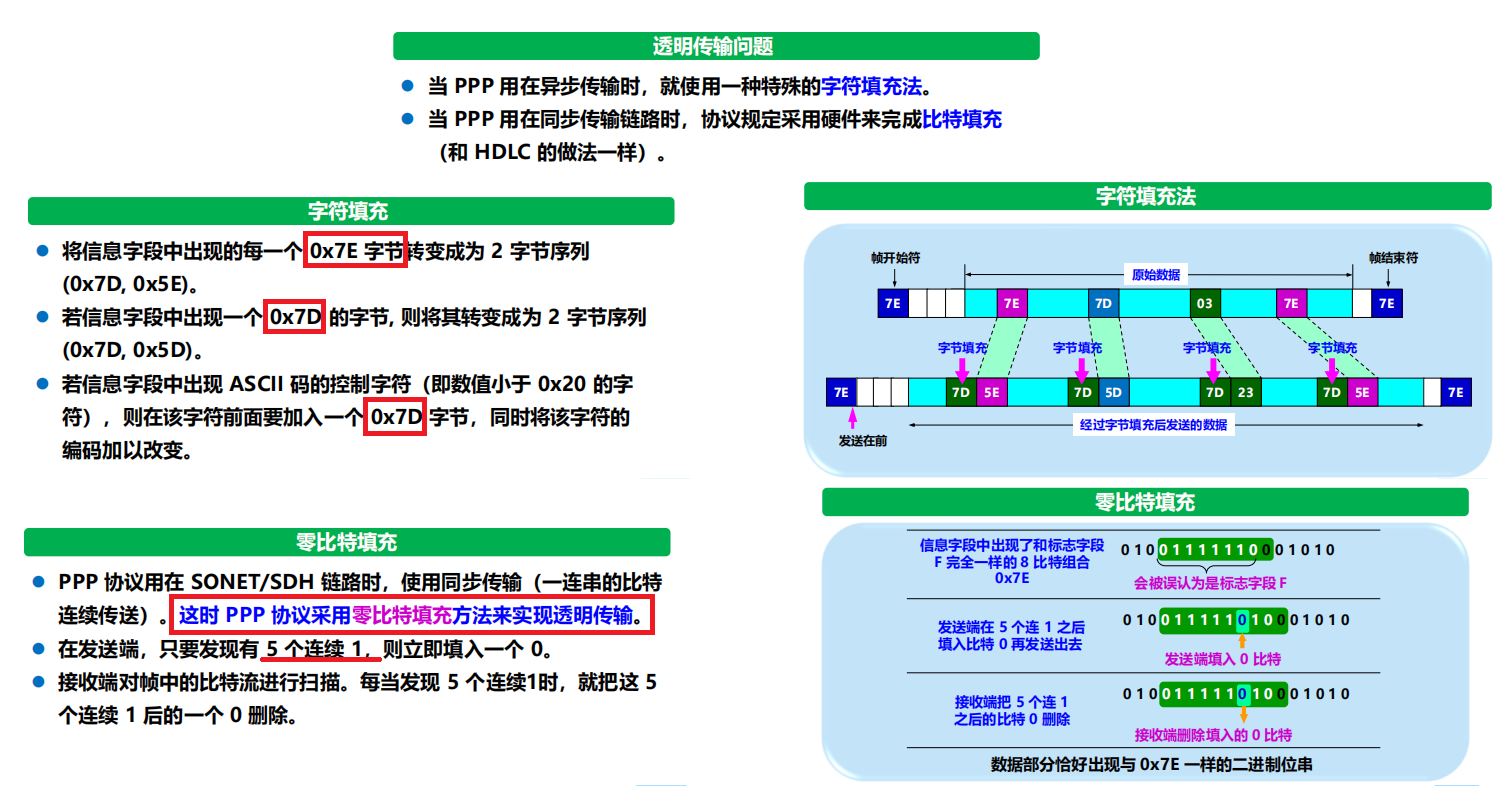 透明传输问题
当 PPP 用在异步传输时，就使用一种特殊的字符填充法。
当 PPP 用在同步传输链路时，协议规定采用硬件来完成比特填充
（和 HDLC 的做法一样）。
字符填充
将信息字段中出现的每一个 0x7E 字节转变成为 2 字节序列
(0x7D, 0x5E)。
若信息字段中出现一个 0x7D 的字节, 则将其转变成为 2 字节序列
(0x7D, 0x5D)。
若信息字段中出现 ASCII 码的控制字符（即数值小于 0x20 的字
符），则在该字符前面要加入一个 0x7D 字节，同时将该字符的
编码加以改变。
字符填充法
帧开始符
原始数据
帧结束符
7E 7E 7D 03 7E 7E
字节填充 字节填充 字节填充 字节填充
7E 7D 5E 7D 5D 7D 23 7D 5E 7E
发送在前
经过字节填充后发送的数据
零比特填充
PPP 协议用在 SONET/SDH 链路时，使用同步传输（一连串的比特
连续传送）。这时 PPP 协议采用零比特填充方法来实现透明传输。
在发送端，只要发现有 5 个连续 1，则立即填入一个 0。
接收端对帧中的比特流进行扫描。每当发现 5 个连续1时，就把这 5
个连续 1 后的一个 0 删除。
零比特填充
信息字段中出现了和标志字段
F 完全一样的 8 比特组合
0x7E
0 1 0 0 1 1 1 1 1 1 0 0 0 1 0 1 0
会被误认为是标志字段 F
发送端在 5 个连 1 之后
填入比特 0 再发送出去
0 1 0 0 1 1 1 1 1 0 1 0 0 0 1 0 1 0
发送端填入 0 比特
接收端把 5 个连 1
之后的比特 0 删除
0 1 0 0 1 1 1 1 1 0 1 0 0 0 1 0 1 0
接收端删除填入的 0 比特
数据部分恰好出现与 0x7E 一样的二进制位串